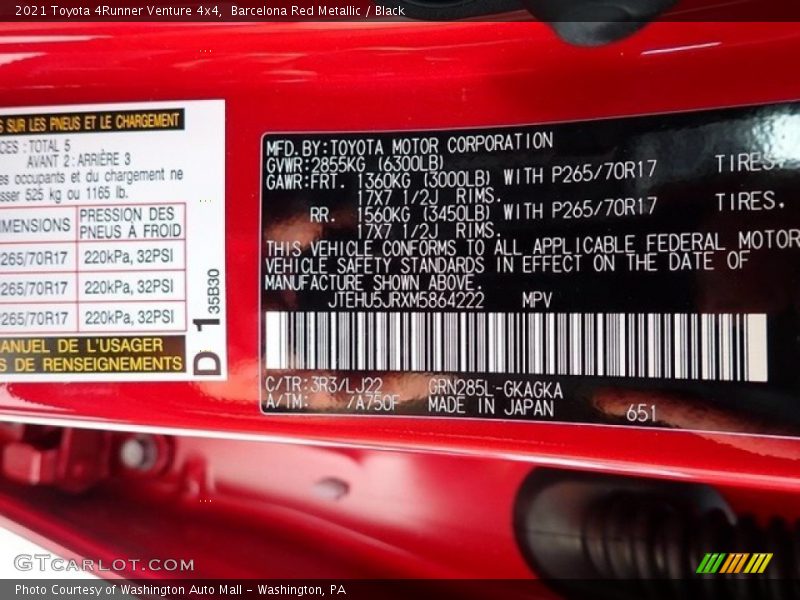 2021 Toyota 4Runner Venture 4x4, Barcelona Red Metallic / Black
SUR LES PNEUS ET LE CHARGEMENT
TOTAL 5
AVANT 2 : ARRIÈRE 3
occupants et du chargement ne
525 kg ou 1165 lb.
PRESSION DES
PNEUS À FROID
265/70R17 220kPa, 32PSI
265/70R17 220kPa, 32PSI
265/70R17 220kPa, 32PSI
DE L'USAGER
DE RENSEIGNEMENTS
D 1 35B30
MFD. BY: TOYOTA MOTOR CORPORATION
GVWR: 2855KG (6300LB)
GAWR: FRT. 1360KG (3000LB) WITH P265/70R17 TIRES.
17X7 1/2J RIMS.
RR. 1560KG (3450LB) WITH P265/70R17 TIRES.
17X7 1/2J RIMS.
THIS VEHICLE CONFORMS TO ALL APPLICABLE FEDERAL MOTOR
VEHICLE SAFETY STANDARDS IN EFFECT ON THE DATE OF
MANUFACTURE SHOWN ABOVE.
JTEHU5JRXM5864222 MPV
C/TR: 3R3/LJ22 GRN285L-GKAGKA
A/TM: /A750F MADE IN JAPAN 651
GTCARLOT.COM
Photo Courtesy of Washington Auto Mall - Washington, PA